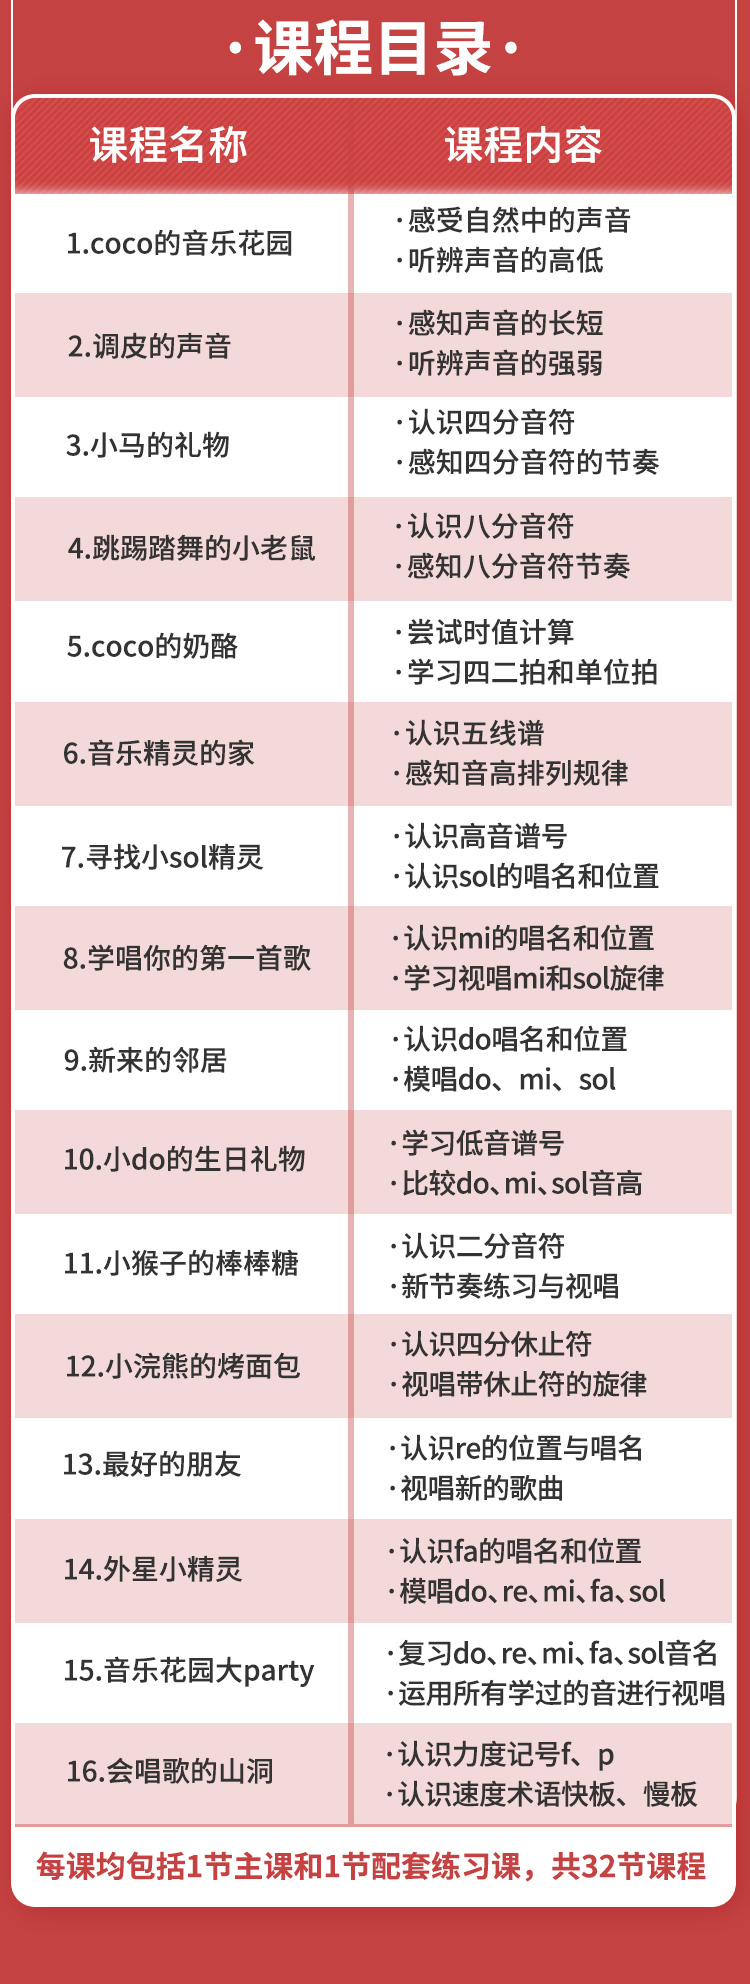 ·课程目录·
课程名称 课程内容
1.coco的音乐花园
·感受自然中的声音
·听辨声音的高低
2.调皮的声音
·感知声音的长短
·听辨声音的强弱
3.小马的礼物
·认识四分音符
·感知四分音符的节奏
4.跳踢踏舞的小老鼠
·认识八分音符
·感知八分音符节奏
5.coco的奶酪
·尝试时值计算
·学习四二拍和单位拍
6.音乐精灵的家
·认识五线谱
·感知音高排列规律
7.寻找小sol精灵
·认识高音谱号
·认识sol的唱名和位置
8.学唱你的第一首歌
·认识mi的唱名和位置
·学习视唱mi和sol旋律
9.新来的邻居
·认识do唱名和位置
·模唱do、mi、sol
10.小do的生日礼物
·学习低音谱号
·比较do、mi、sol音高
11.小猴子的棒棒糖
·认识二分音符
·新节奏练习与视唱
12.小浣熊的烤面包
·认识四分休止符
·视唱带休止符的旋律
13.最好的朋友
·认识re的位置与唱名
·视唱新的歌曲
14.外星小精灵
·认识fa的唱名和位置
·模唱do、re、mi、fa、sol
15.音乐花园大party
·复习do、re、mi、fa、sol音名
·运用所有学过的音进行视唱
16.会唱歌的山洞
·认识力度记号f、p
·认识速度术语快板、慢板
每课均包括1节主课和1节配套练习课，共32节课程